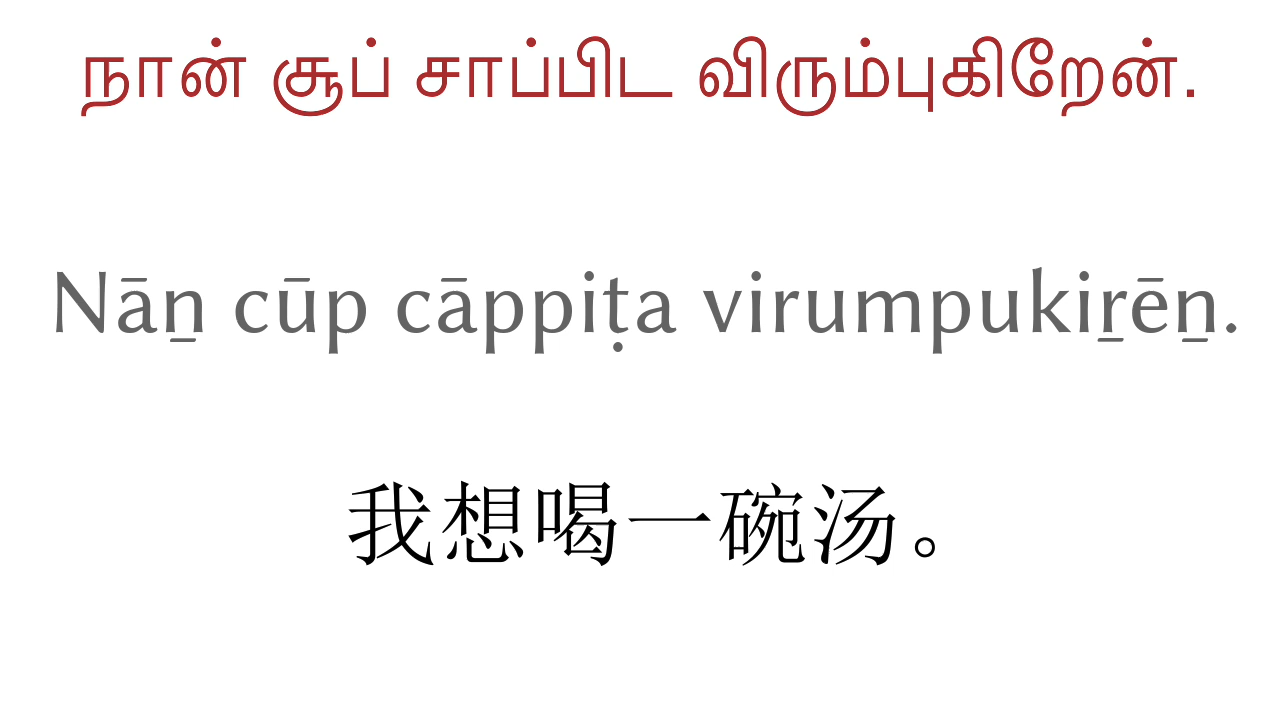 நான் சூப் சாப்பிட விரும்புகிறேன்.
Nāṉ cūp cāppiṭa virumpukiṟēṉ.
我想喝一碗汤。